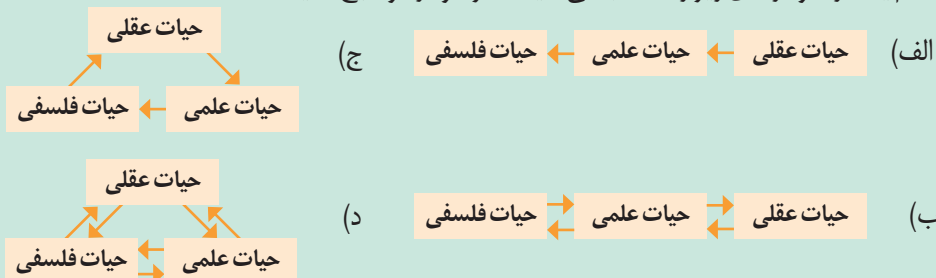 الف) حیات عقلی حیات علمی حیات فلسفی
ج) حیات عقلی
حیات علمی حیات فلسفی
ب) حیات عقلی حیات علمی حیات فلسفی
د) حیات عقلی
حیات علمی حیات فلسفی